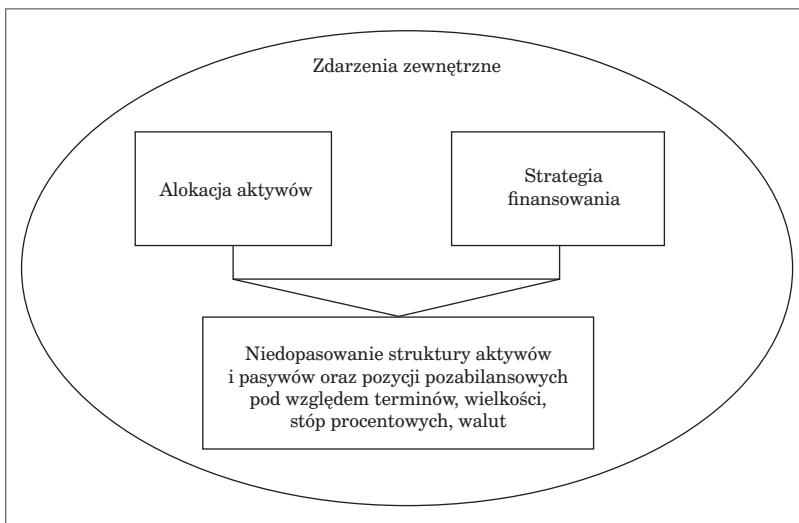 Zdarzenia zewnętrzne
Alokacja aktywów
Strategia
finansowania
Niedopasowanie struktury aktywów
i pasywów oraz pozycji pozabilansowych
pod względem terminów, wielkości,
stóp procentowych, walut